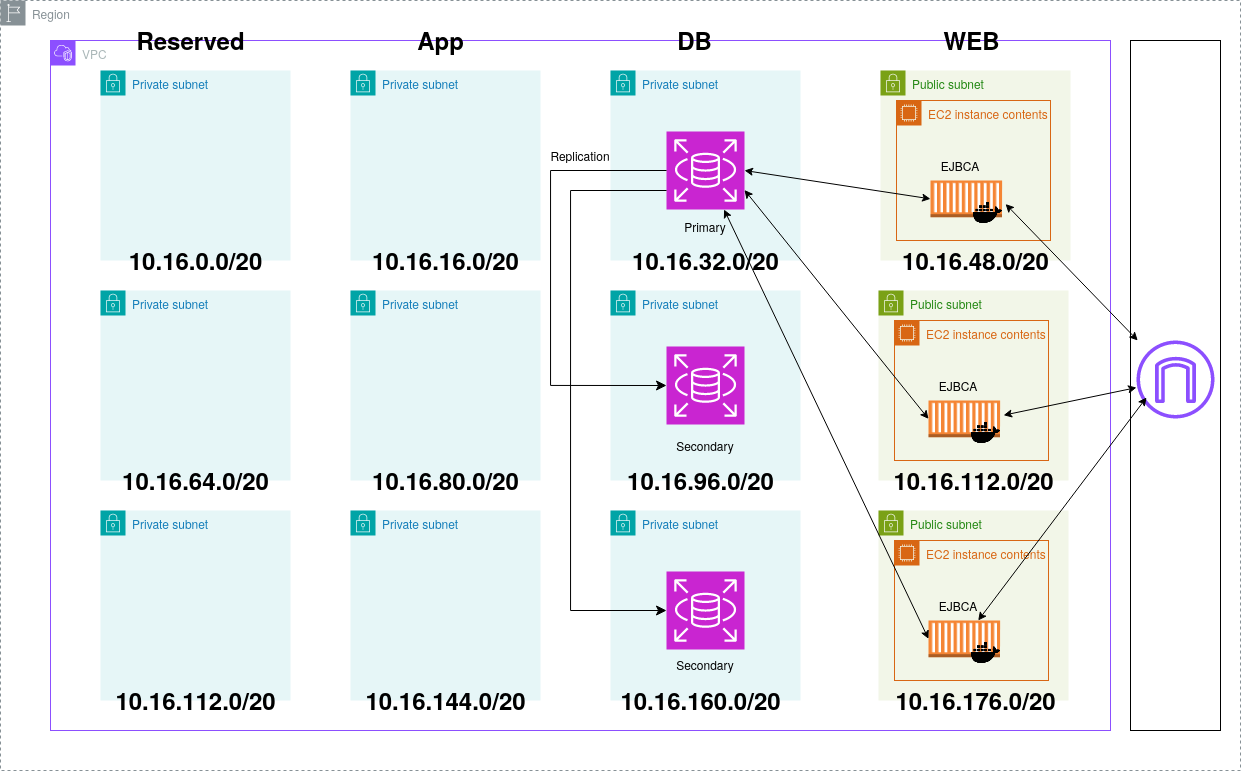 Region
Reserved
App
DB
WEB
VPC
Private subnet
Private subnet
Private subnet
Public subnet
EC2 instance contents
Replication
EJBCA
Primary
10.16.0.0/20
10.16.16.0/20
10.16.32.0/20
10.16.48.0/20
Private subnet
Private subnet
Private subnet
Public subnet
EC2 instance contents
EJBCA
Secondary
10.16.64.0/20
10.16.80.0/20
10.16.96.0/20
10.16.112.0/20
Private subnet
Private subnet
Private subnet
Public subnet
EC2 instance contents
EJBCA
Secondary
10.16.112.0/20
10.16.144.0/20
10.16.160.0/20
10.16.176.0/20